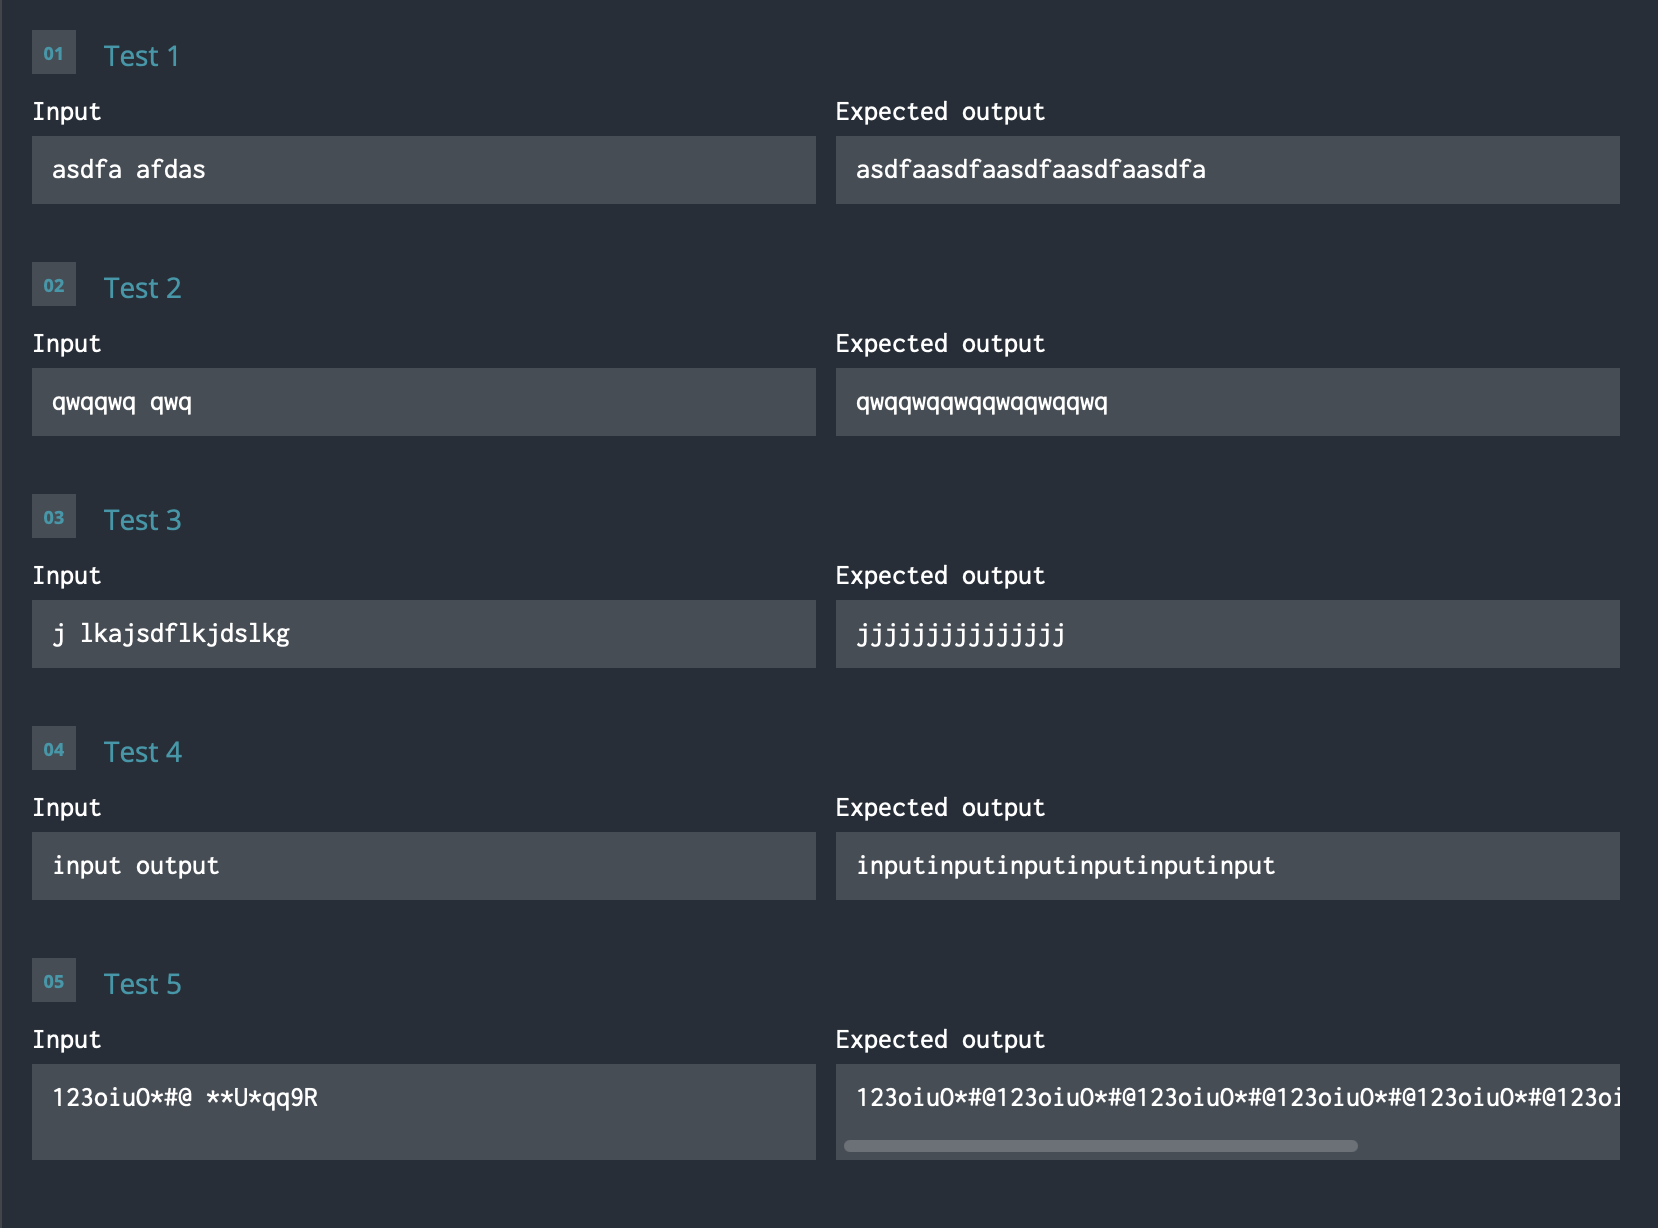 01 Test 1
Input Expected output
asdfa afdas asdfaasdfaasdfaasdfaasdfa
02 Test 2
Input Expected output
qwqqwq qwq qwqqwqqwqqwqqwqqwq
03 Test 3
Input Expected output
j lkajsdflkjdslkg jjjjjjjjjjjjjjj
04 Test 4
Input Expected output
input output inputinputinputinputinputinput
05 Test 5
Input Expected output
123oiuO*#@ **U*qq9R 123oiuO*#@123oiuO*#@123oiuO*#@123oiuO*#@123oiuO*#@123oi